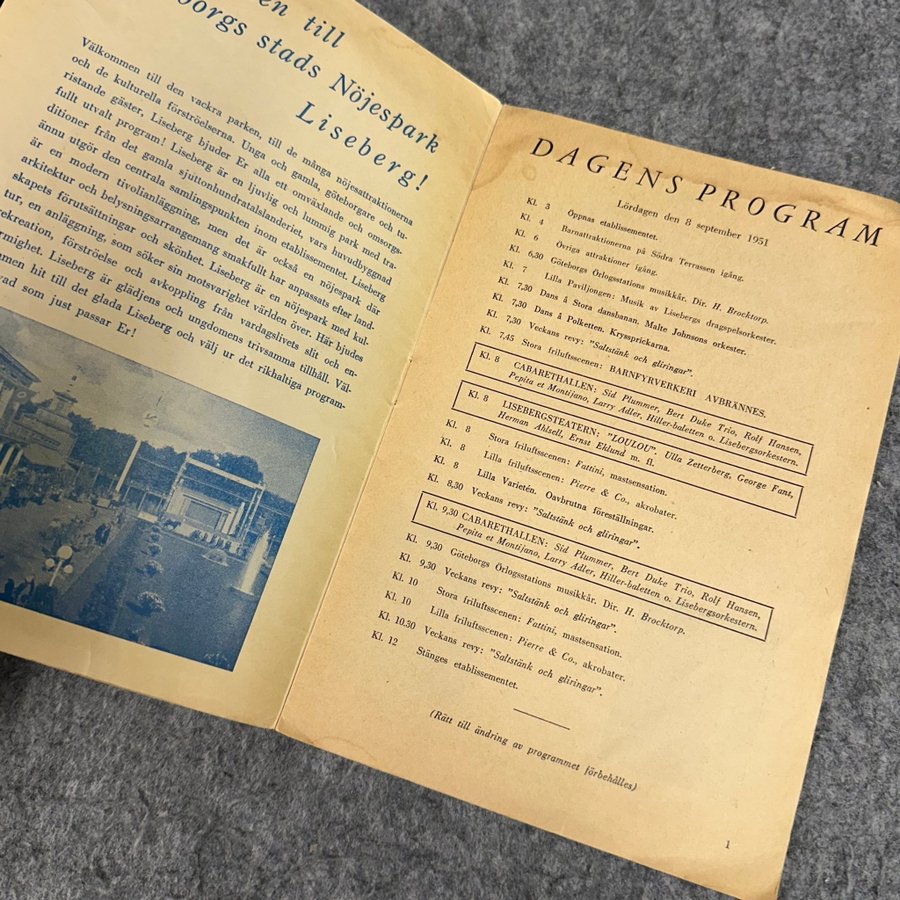 en till
borgs stads Nöjespark
Liseberg!
Välkommen till den vackra parken, till de många nöjesattraktionerna
och de kulturella förströelserna. Unga och gamla, göteborgare och tu-
ristande gäster, Liseberg bjuder Er alla ett omväxlande och omsorgs-
fullt utvalt program! Liseberg är en ljuvlig och lummig park med tra-
ditioner från det gamla sjuttonhundratalslanderiet, vars huvudbyggnad
ännu utgör den centrala samlingspunkten inom etablissementet. Liseberg
är en modern tivolianläggning, men det är också en nöjespark där
arkitektur och belysningsarrangemang smakfullt har anpassats efter land-
skapets förutsättningar och skönhet. Liseberg är en nöjespark med kul-
tur, en anläggning, som söker sin motsvarighet världen över. Här bjudes
rekreation, förströelse och avkoppling från vardagslivets slit och en-
formighet. Liseberg är glädjens och ungdomens trivsamma tillhåll. Väl-
mmen hit till det glada Liseberg och välj ur det rikhaltiga program-
vad som just passar Er!
DAGENS PROGRAM
Lördagen den 8 september 1951
Kl. 3 Öppnas etablissementet.
Kl. 4 Barnattraktionerna på Södra Terrassen igång.
Kl. 6 Övriga attraktioner igång.
Kl. 6,30 Göteborgs Örlogsstations musikkår. Dir. H. Brocktorp.
Kl. 7 Lilla Paviljongen: Musik av Lisebergs dragspelsorkester.
Kl. 7,30 Dans å Stora dansbanan. Malte Johnsons orkester.
Kl. 7,30 Dans å Polketten. Kryssprickarna.
Kl. 7,30 Veckans revy: "Saltstänk och gliringar".
Kl. 7,45 Stora friluftsscenen: BARNFYRVERKERI AVBRÄNNES.
Kl. 8 CABARETHALLEN: Sid Plummer, Bert Duke Trio, Rolf Hansen,
Pepita et Montijano, Larry Adler, Hiller-baletten o. Lisebergsorkestern.
Kl. 8 LISEBERGSTEATERN: "LOULOU", Ulla Zetterberg, George Fant,
Herman Ahlsell, Ernst Eklund m. fl.
Kl. 8 Stora friluftsscenen: Fattini, mastsensation.
Kl. 8 Lilla friluftsscenen: Pierre & Co., akrobater.
Kl. 8 Lilla Varietén. Oavbrutna föreställningar.
Kl. 8,30 Veckans revy: "Saltstänk och gliringar".
Kl. 9,30 CABARETHALLEN: Sid Plummer, Bert Duke Trio, Rolf Hansen,
Pepita et Montijano, Larry Adler, Hiller-baletten o. Lisebergsorkestern.
Kl. 9,30 Göteborgs Örlogsstations musikkår. Dir. H. Brocktorp.
Kl. 9,30 Veckans revy: "Saltstänk och gliringar".
Kl. 10 Stora friluftsscenen: Fattini, mastsensation.
Kl. 10 Lilla friluftsscenen: Pierre & Co., akrobater.
Kl. 10.30 Veckans revy: "Saltstänk och gliringar".
Kl. 12 Stänges etablissementet.
(Rätt till ändring av programmet förbehålles)
1